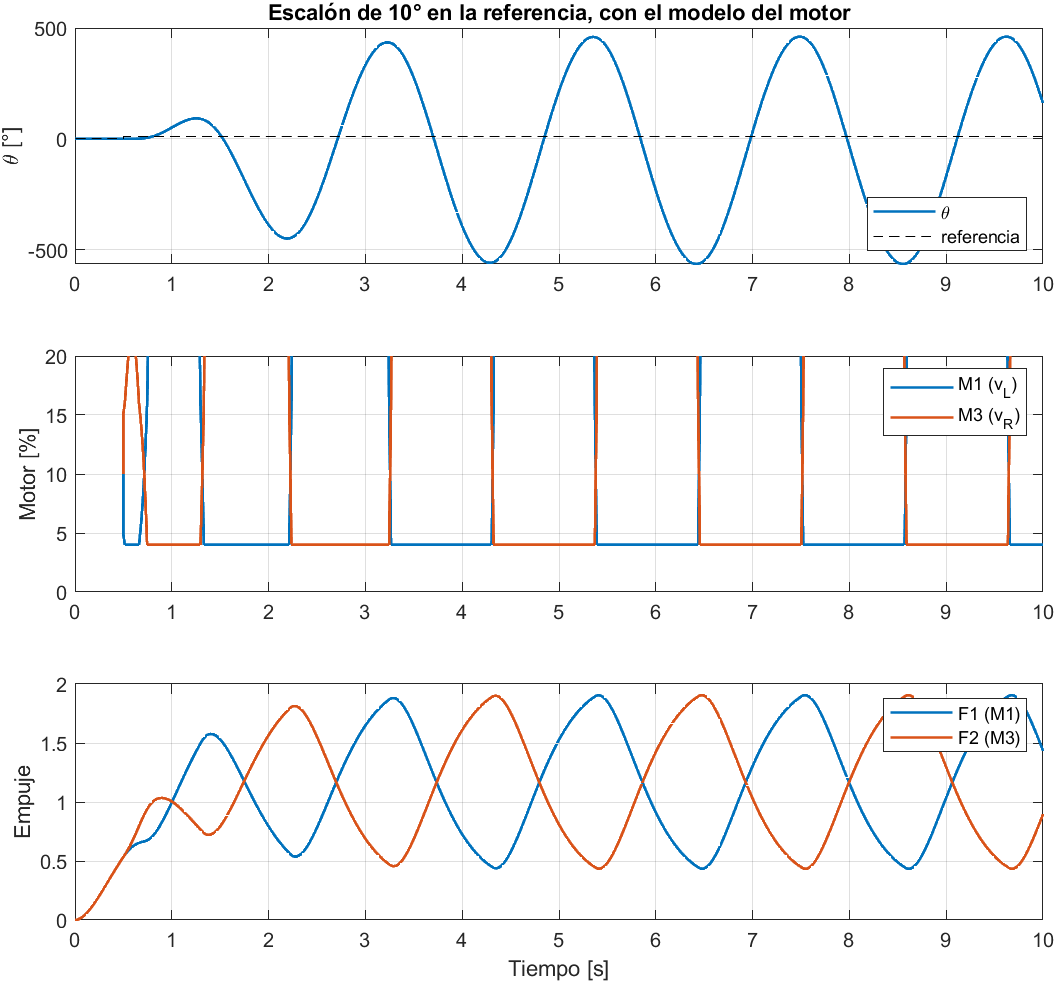 Escalón de 10° en la referencia, con el modelo del motor
500
0
-500
θ [°]
0 1 2 3 4 5 6 7 8 9 10
θ
referencia
20
15
10
5
0
Motor [%]
0 1 2 3 4 5 6 7 8 9 10
M1 (v_L)
M3 (v_R)
2
1.5
1
0.5
0
Empuje
0 1 2 3 4 5 6 7 8 9 10
F1 (M1)
F2 (M3)
Tiempo [s]